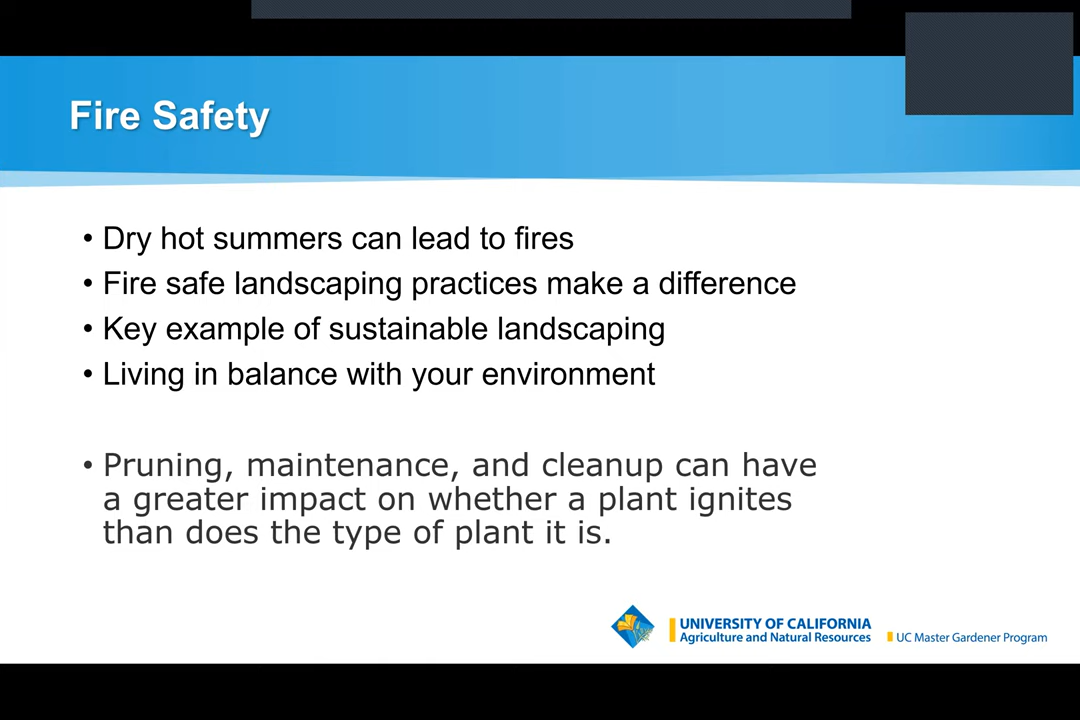 Fire Safety
• Dry hot summers can lead to fires
• Fire safe landscaping practices make a difference
• Key example of sustainable landscaping
• Living in balance with your environment
• Pruning, maintenance, and cleanup can have
a greater impact on whether a plant ignites
than does the type of plant it is.
UNIVERSITY OF CALIFORNIA
Agriculture and Natural Resources
UC Master Gardener Program